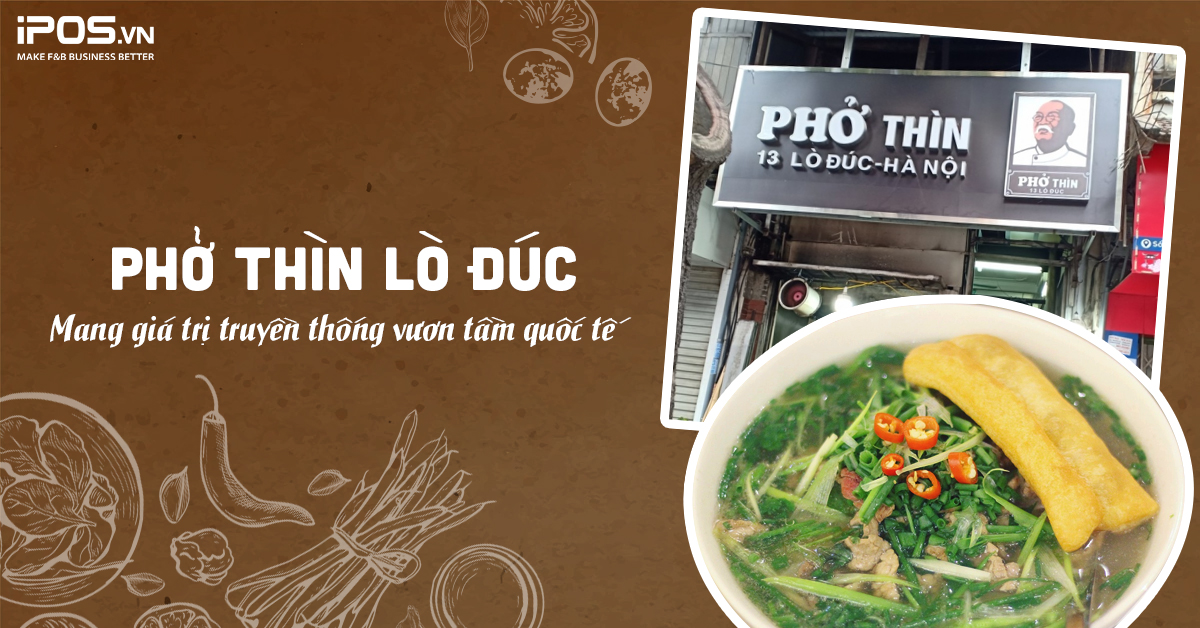 iPOS.VN
MAKE F&B BUSINESS BETTER
PHỞ THÌN
13 LÒ ĐÚC-HÀ NỘI
PHỞ THÌN
13 LÒ ĐÚC
PHỞ THÌN LÒ ĐÚC
Mang giá trị truyền thống vươn tầm quốc tế